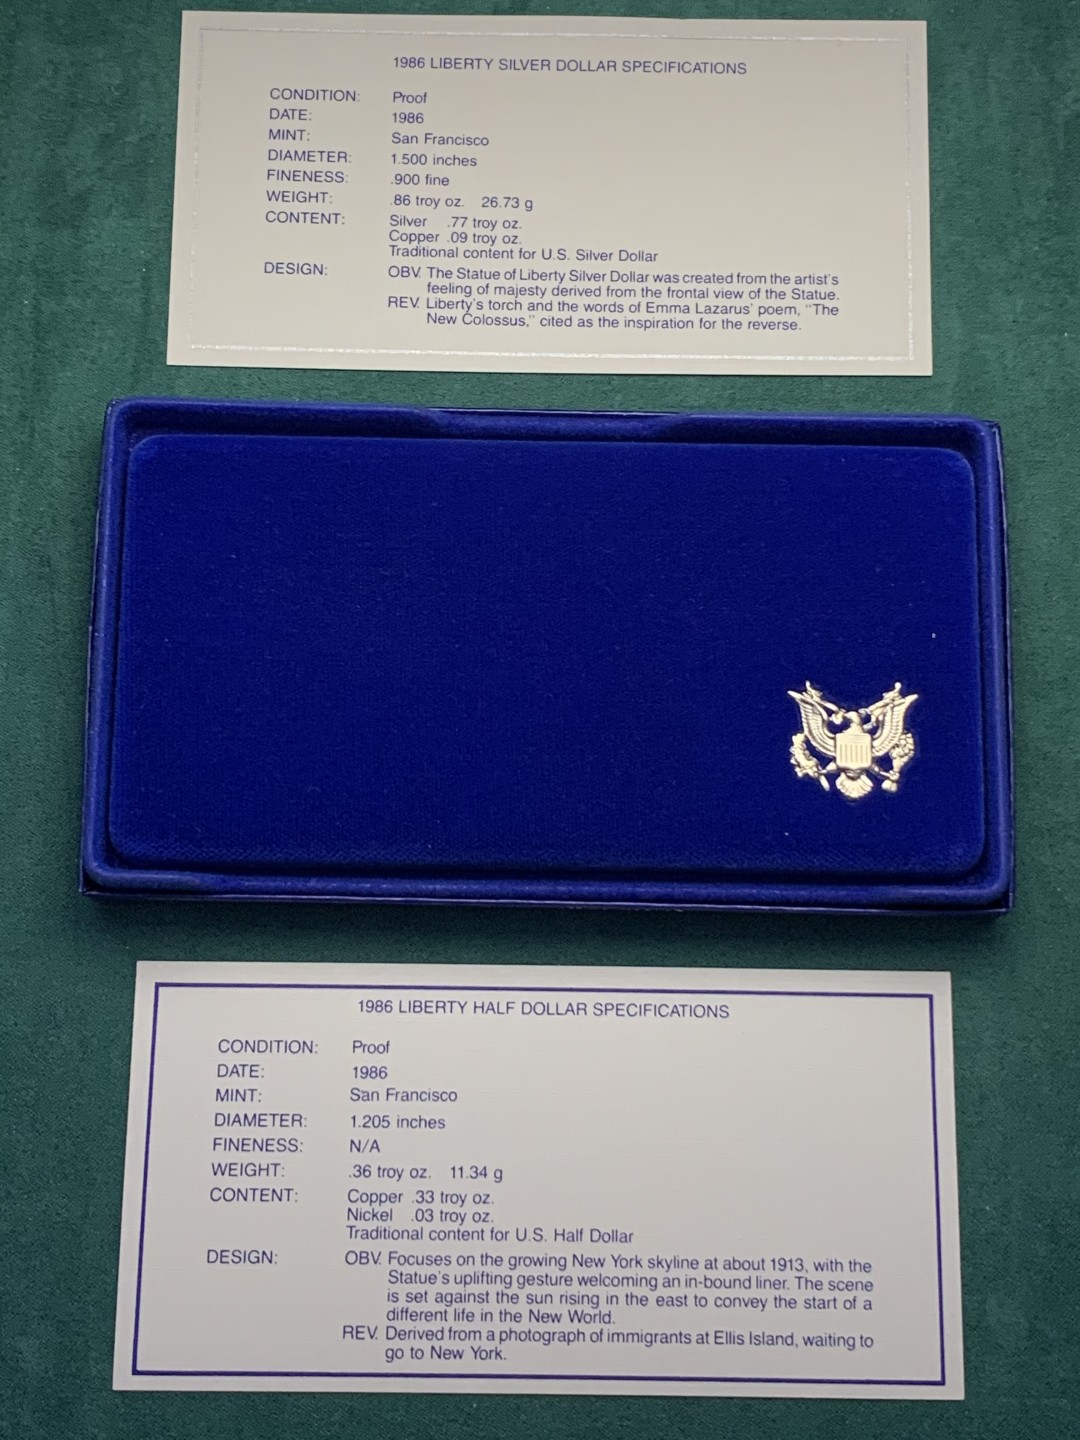 1986 LIBERTY SILVER DOLLAR SPECIFICATIONS
CONDITION: Proof
DATE: 1986
MINT: San Francisco
DIAMETER: 1.500 inches
FINENESS: .900 fine
WEIGHT: .86 troy oz. 26.73 g
CONTENT: Silver .77 troy oz.
Copper .09 troy oz.
Traditional content for U.S. Silver Dollar
DESIGN: OBV. The Statue of Liberty Silver Dollar was created from the artist's
feeling of majesty derived from the frontal view of the Statue.
REV. Liberty's torch and the words of Emma Lazarus' poem, "The
New Colossus," cited as the inspiration for the reverse.
1986 LIBERTY HALF DOLLAR SPECIFICATIONS
CONDITION: Proof
DATE: 1986
MINT: San Francisco
DIAMETER: 1.205 inches
FINENESS: N/A
WEIGHT: .36 troy oz. 11.34 g
CONTENT: Copper .33 troy oz.
Nickel .03 troy oz.
Traditional content for U.S. Half Dollar
DESIGN: OBV. Focuses on the growing New York skyline at about 1913, with the
Statue's uplifting gesture welcoming an in-bound liner. The scene
is set against the sun rising in the east to convey the start of a
different life in the New World.
REV. Derived from a photograph of immigrants at Ellis Island, waiting to
go to New York.